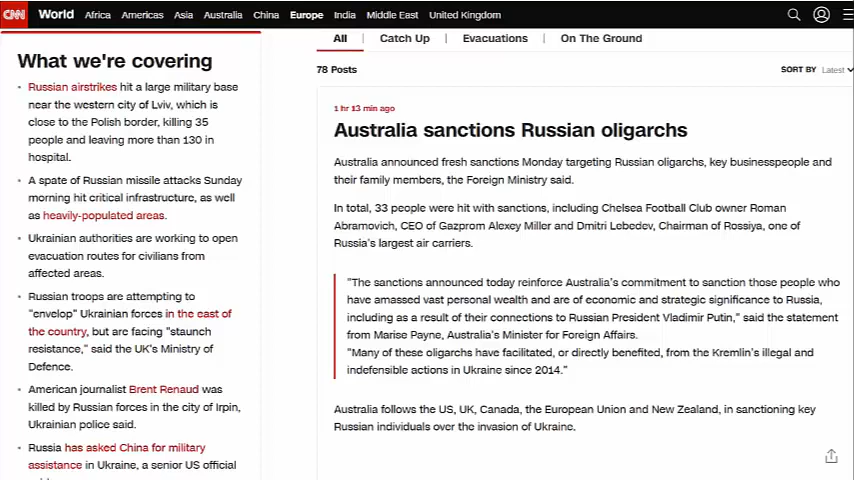 CNN World Africa Americas Asia Australia China Europe India Middle East United Kingdom
What we're covering
• Russian airstrikes hit a large military base
near the western city of Lviv, which is
close to the Polish border, killing 35
people and leaving more than 130 in
hospital.
• A spate of Russian missile attacks Sunday
morning hit critical infrastructure, as well
as heavily-populated areas.
• Ukrainian authorities are working to open
evacuation routes for civilians from
affected areas.
• Russian troops are attempting to
"envelop" Ukrainian forces in the east of
the country, but are facing "staunch
resistance," said the UK's Ministry of
Defence.
• American journalist Brent Renaud was
killed by Russian forces in the city of Irpin,
Ukrainian police said.
• Russia has asked China for military
assistance in Ukraine, a senior US official
All | Catch Up | Evacuations | On The Ground
78 Posts
SORT BY Latest
1 hr 13 min ago
Australia sanctions Russian oligarchs
Australia announced fresh sanctions Monday targeting Russian oligarchs, key businesspeople and
their family members, the Foreign Ministry said.
In total, 33 people were hit with sanctions, including Chelsea Football Club owner Roman
Abramovich, CEO of Gazprom Alexey Miller and Dmitri Lebedev, Chairman of Rossiya, one of
Russia's largest air carriers.
"The sanctions announced today reinforce Australia's commitment to sanction those people who
have amassed vast personal wealth and are of economic and strategic significance to Russia,
including as a result of their connections to Russian President Vladimir Putin," said the statement
from Marise Payne, Australia's Minister for Foreign Affairs.
"Many of these oligarchs have facilitated, or directly benefited, from the Kremlin's illegal and
indefensible actions in Ukraine since 2014."
Australia follows the US, UK, Canada, the European Union and New Zealand, in sanctioning key
Russian individuals over the invasion of Ukraine.